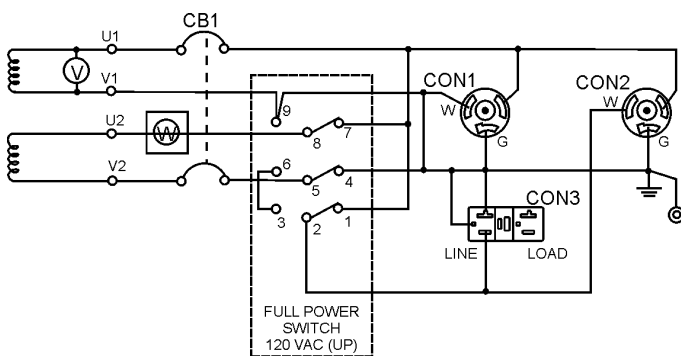 U1
CB1
V
V1
CON1
CON2
W
W
9
U2
W
G
G
8
7
V2
6
5
4
CON3
3
2
1
LINE
LOAD
FULL POWER
SWITCH
120 VAC (UP)